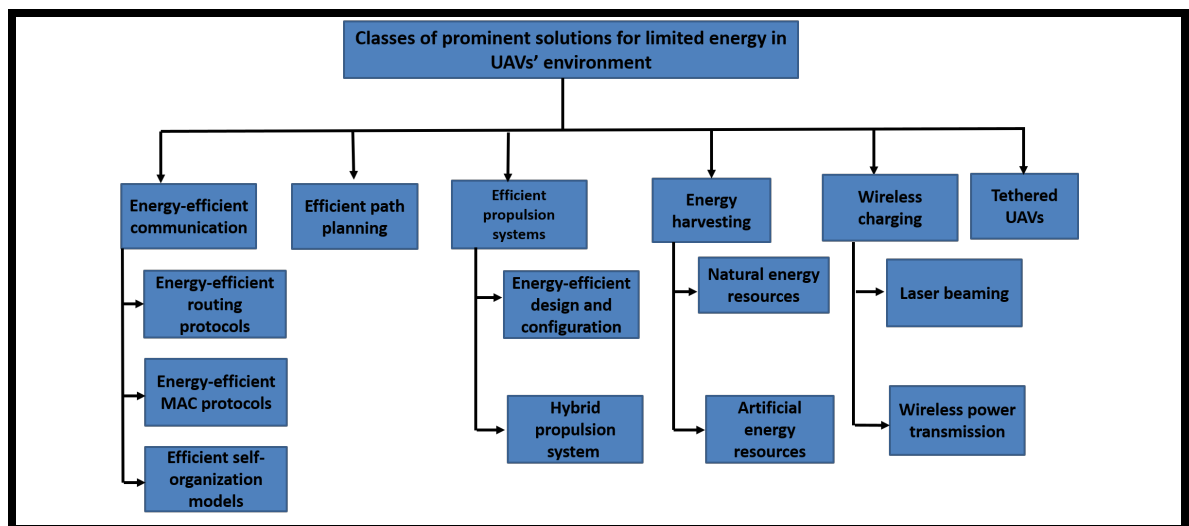 Classes of prominent solutions for limited energy in
UAVs' environment
Energy-efficient
communication
Efficient path
planning
Efficient
propulsion
systems
Energy
harvesting
Wireless
charging
Tethered
UAVs
Energy-efficient
routing
protocols
Energy-efficient
MAC protocols
Efficient self-
organization
models
Energy-efficient
design and
configuration
Hybrid
propulsion
system
Natural energy
resources
Artificial
energy
resources
Laser beaming
Wireless power
transmission